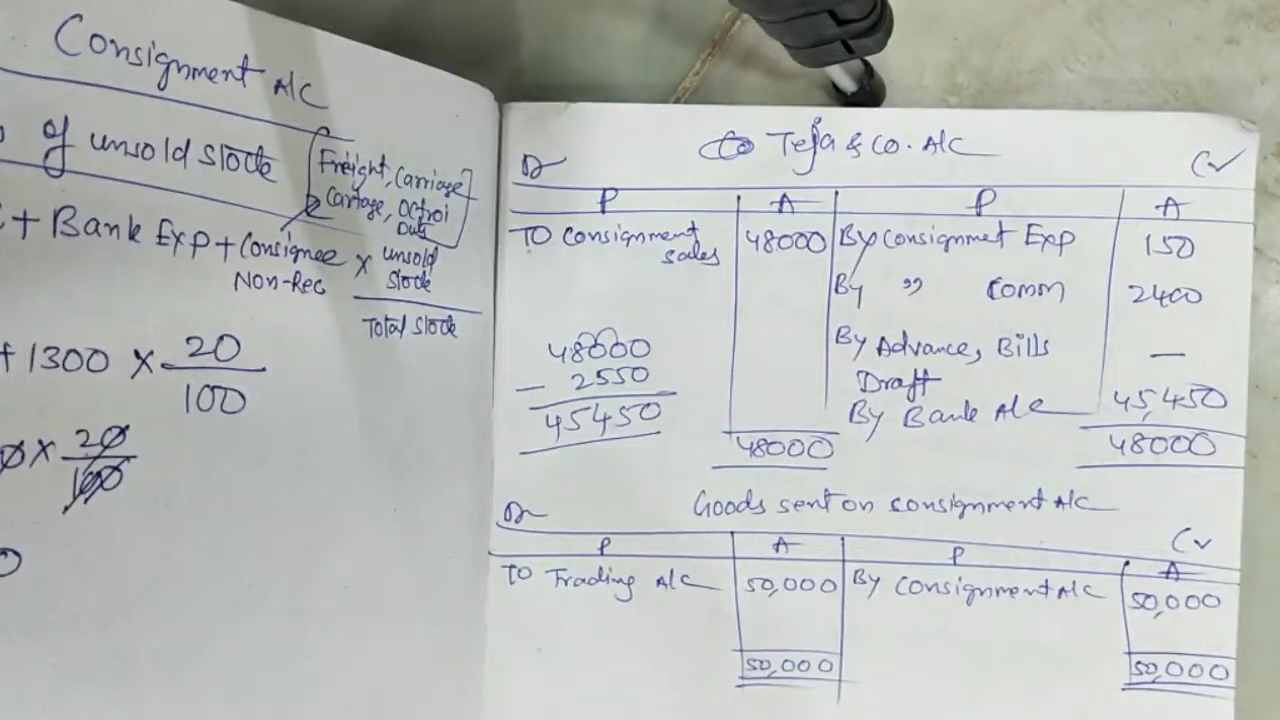 Consignment A/C
of unsold stock
Freight, Carriage
Cartage, Octroi
Duty
+ Bank Exp + Consignee × unsold stock
Non-Rec
Total stock
+ 1300 × 20
100
0 × 20
100
Teja & Co. A/C
Dr Cr
P A P A
To Consignment sales 48000 By Consignmet Exp 150
By " Comm 2400
48000 By Advance, Bills —
- 2550 Draft
45450 By Bank A/C 45,450
48000 48000
Goods sent on consignment A/C
Dr Cr
P A P A
To Trading A/C 50,000 By Consignment A/C 50,000
50,000 50,000